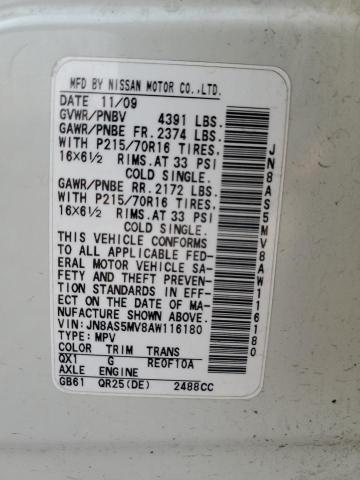 MFD BY NISSAN MOTOR CO.,LTD.
DATE 11/09
GVWR/PNBV 4391 LBS.
GAWR/PNBE FR. 2374 LBS.
WITH P215/70R16 TIRES
16X6½ RIMS.AT 33 PSI
COLD SINGLE.
GAWR/PNBE RR. 2172 LBS.
WITH P215/70R16 TIRES
16X6½ RIMS.AT 33 PSI
COLD SINGLE.
THIS VEHICLE CONFORMS
TO ALL APPLICABLE FED-
ERAL MOTOR VEHICLE SA-
FETY AND THEFT PREVEN-
TION STANDARDS IN EFF-
ECT ON THE DATE OF MA-
NUFACTURE SHOWN ABOVE.
VIN:JN8AS5MV8AW116180
TYPE: MPV
COLOR TRIM TRANS
QX1 G RE0F10A
AXLE ENGINE
GB61 QR25(DE) 2488CC
JN8AS5MV8AW116180